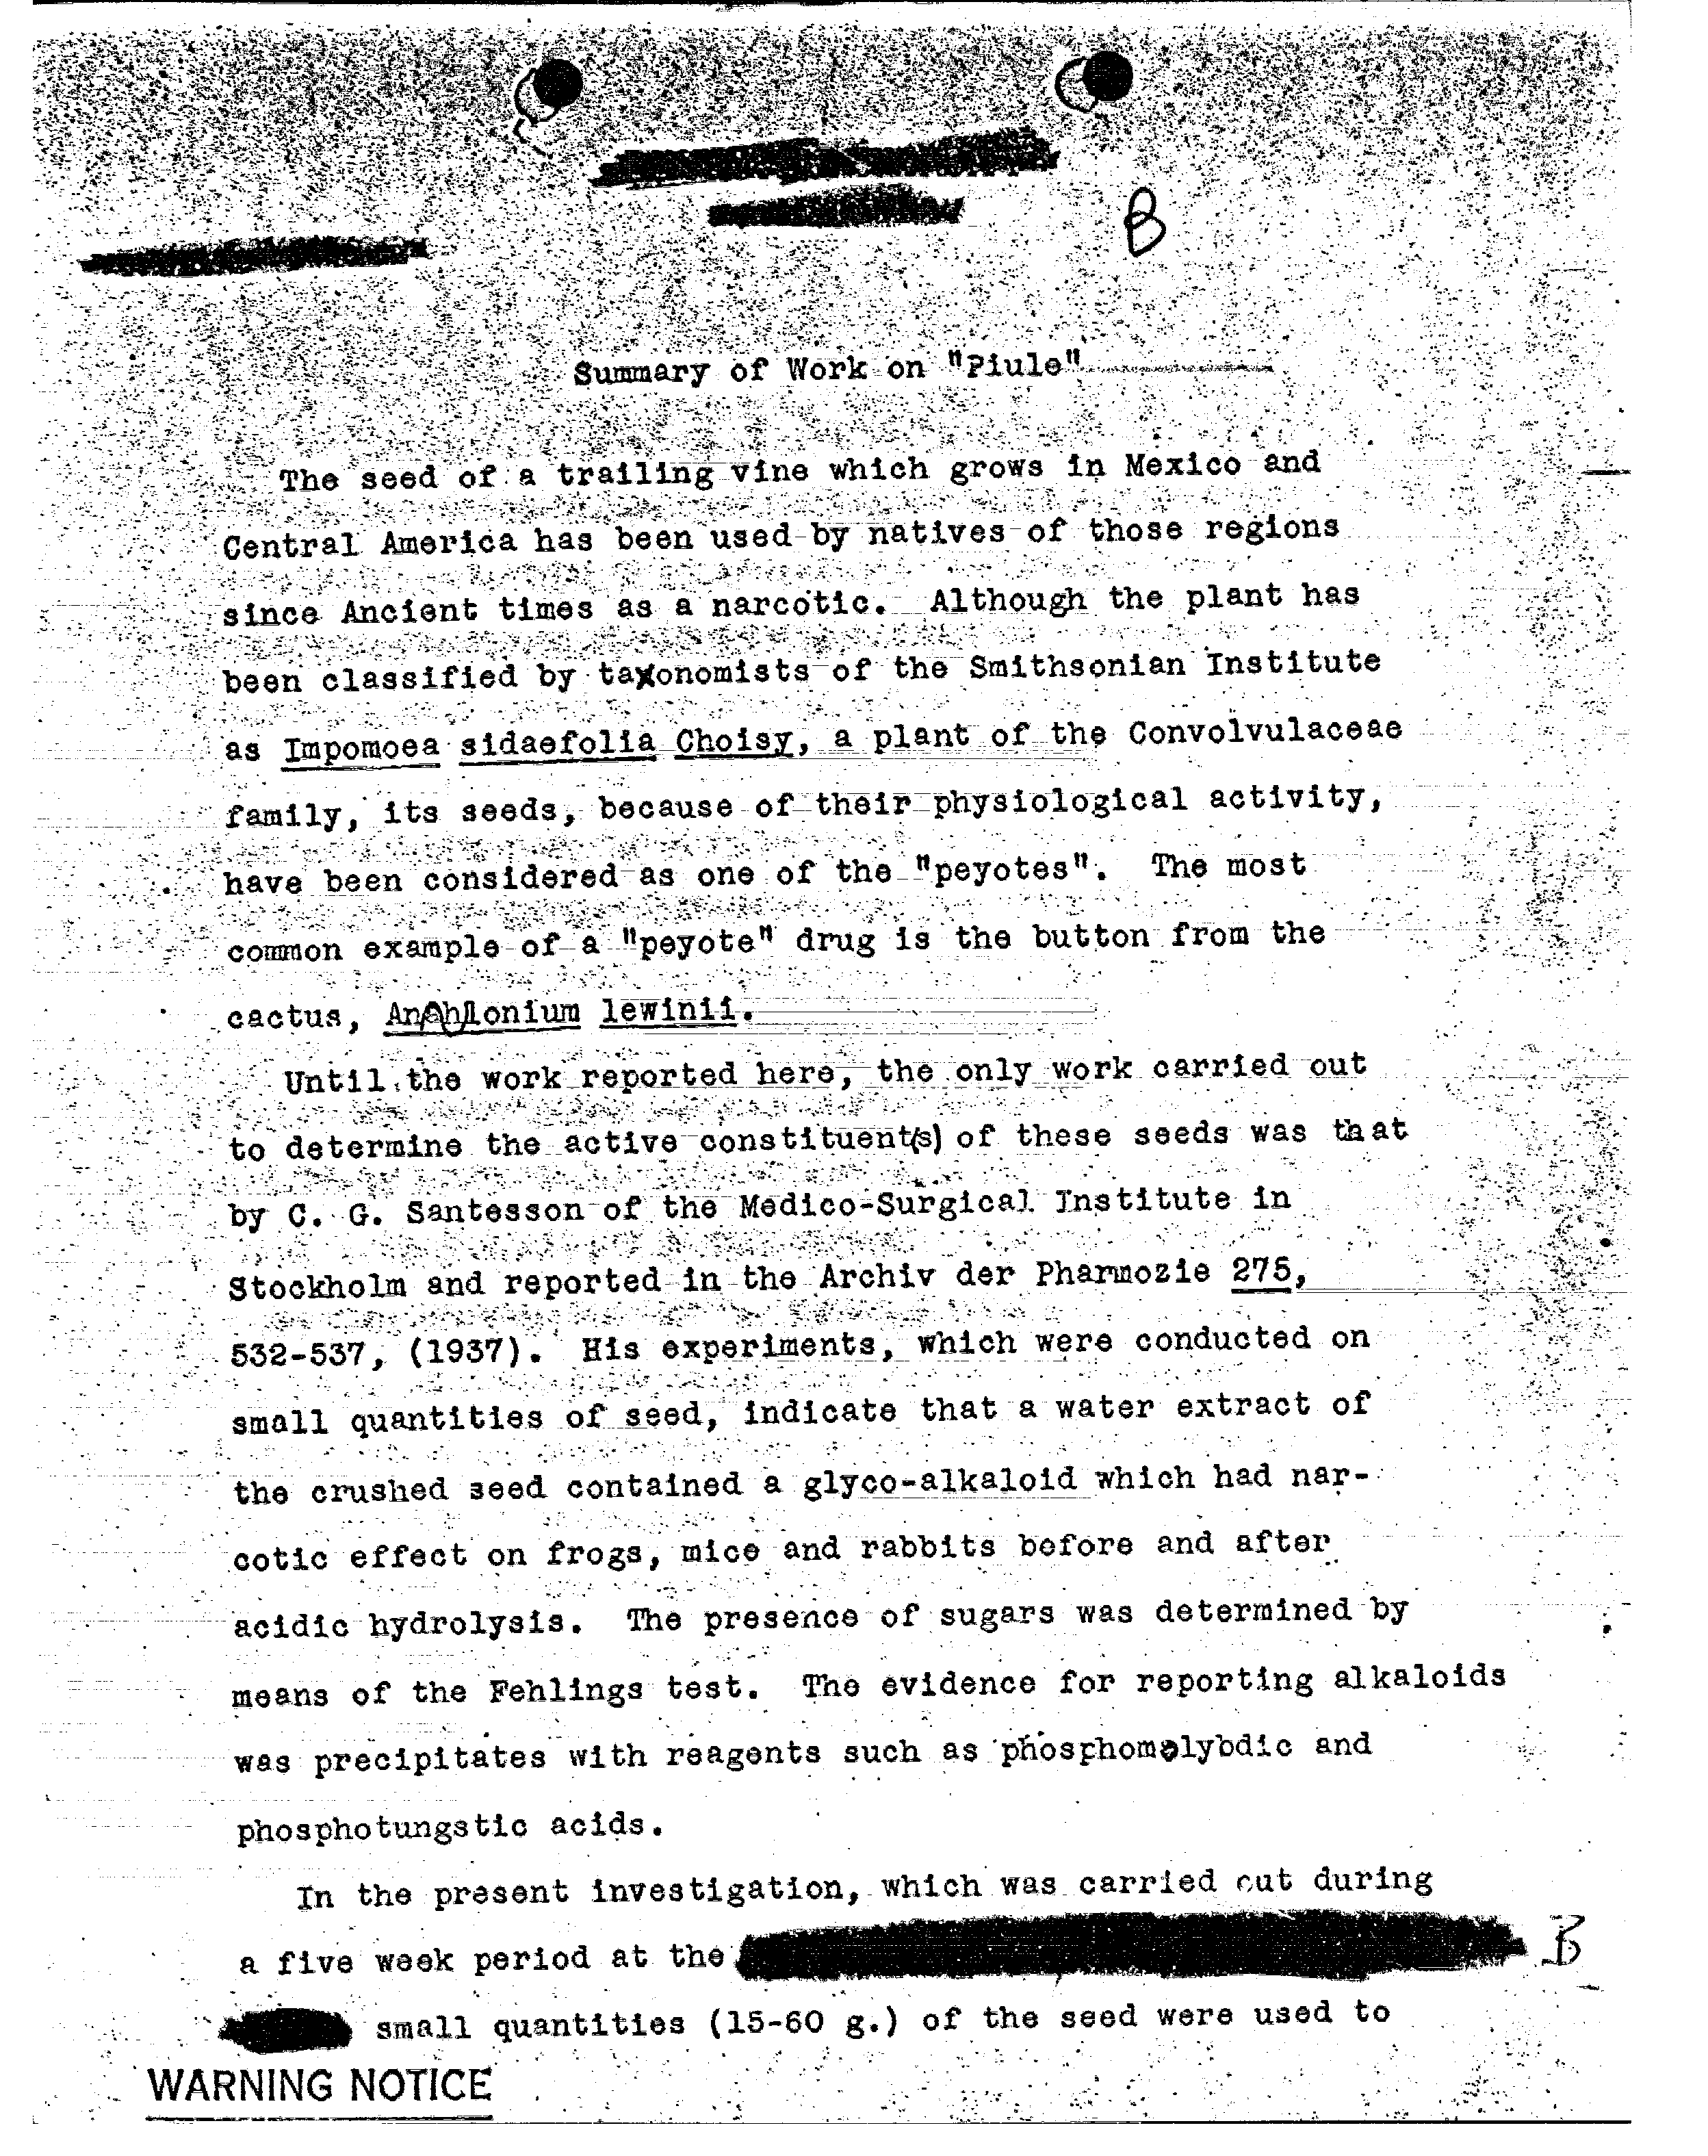 B
Summary of Work on "Piule"
The seed of a trailing vine which grows in Mexico and
Central America has been used by natives of those regions
since Ancient times as a narcotic. Although the plant has
been classified by taxonomists of the Smithsonian Institute
as Impomoea sidaefolia Choisy, a plant of the Convolvulaceae
family, its seeds, because of their physiological activity,
have been considered as one of the "peyotes". The most
common example of a "peyote" drug is the button from the
cactus, Anahlonium lewinii.
Until the work reported here, the only work carried out
to determine the active constituent(s) of these seeds was that
by C. G. Santesson of the Medico-Surgical Institute in
Stockholm and reported in the Archiv der Pharmozie 275,
532-537, (1937). His experiments, which were conducted on
small quantities of seed, indicate that a water extract of
the crushed seed contained a glyco-alkaloid which had nar-
cotic effect on frogs, mice and rabbits before and after
acidic hydrolysis. The presence of sugars was determined by
means of the Fehlings test. The evidence for reporting alkaloids
was precipitates with reagents such as phosphomolybdic and
phosphotungstic acids.
In the present investigation, which was carried out during
a five week period at the B
small quantities (15-60 g.) of the seed were used to
WARNING NOTICE